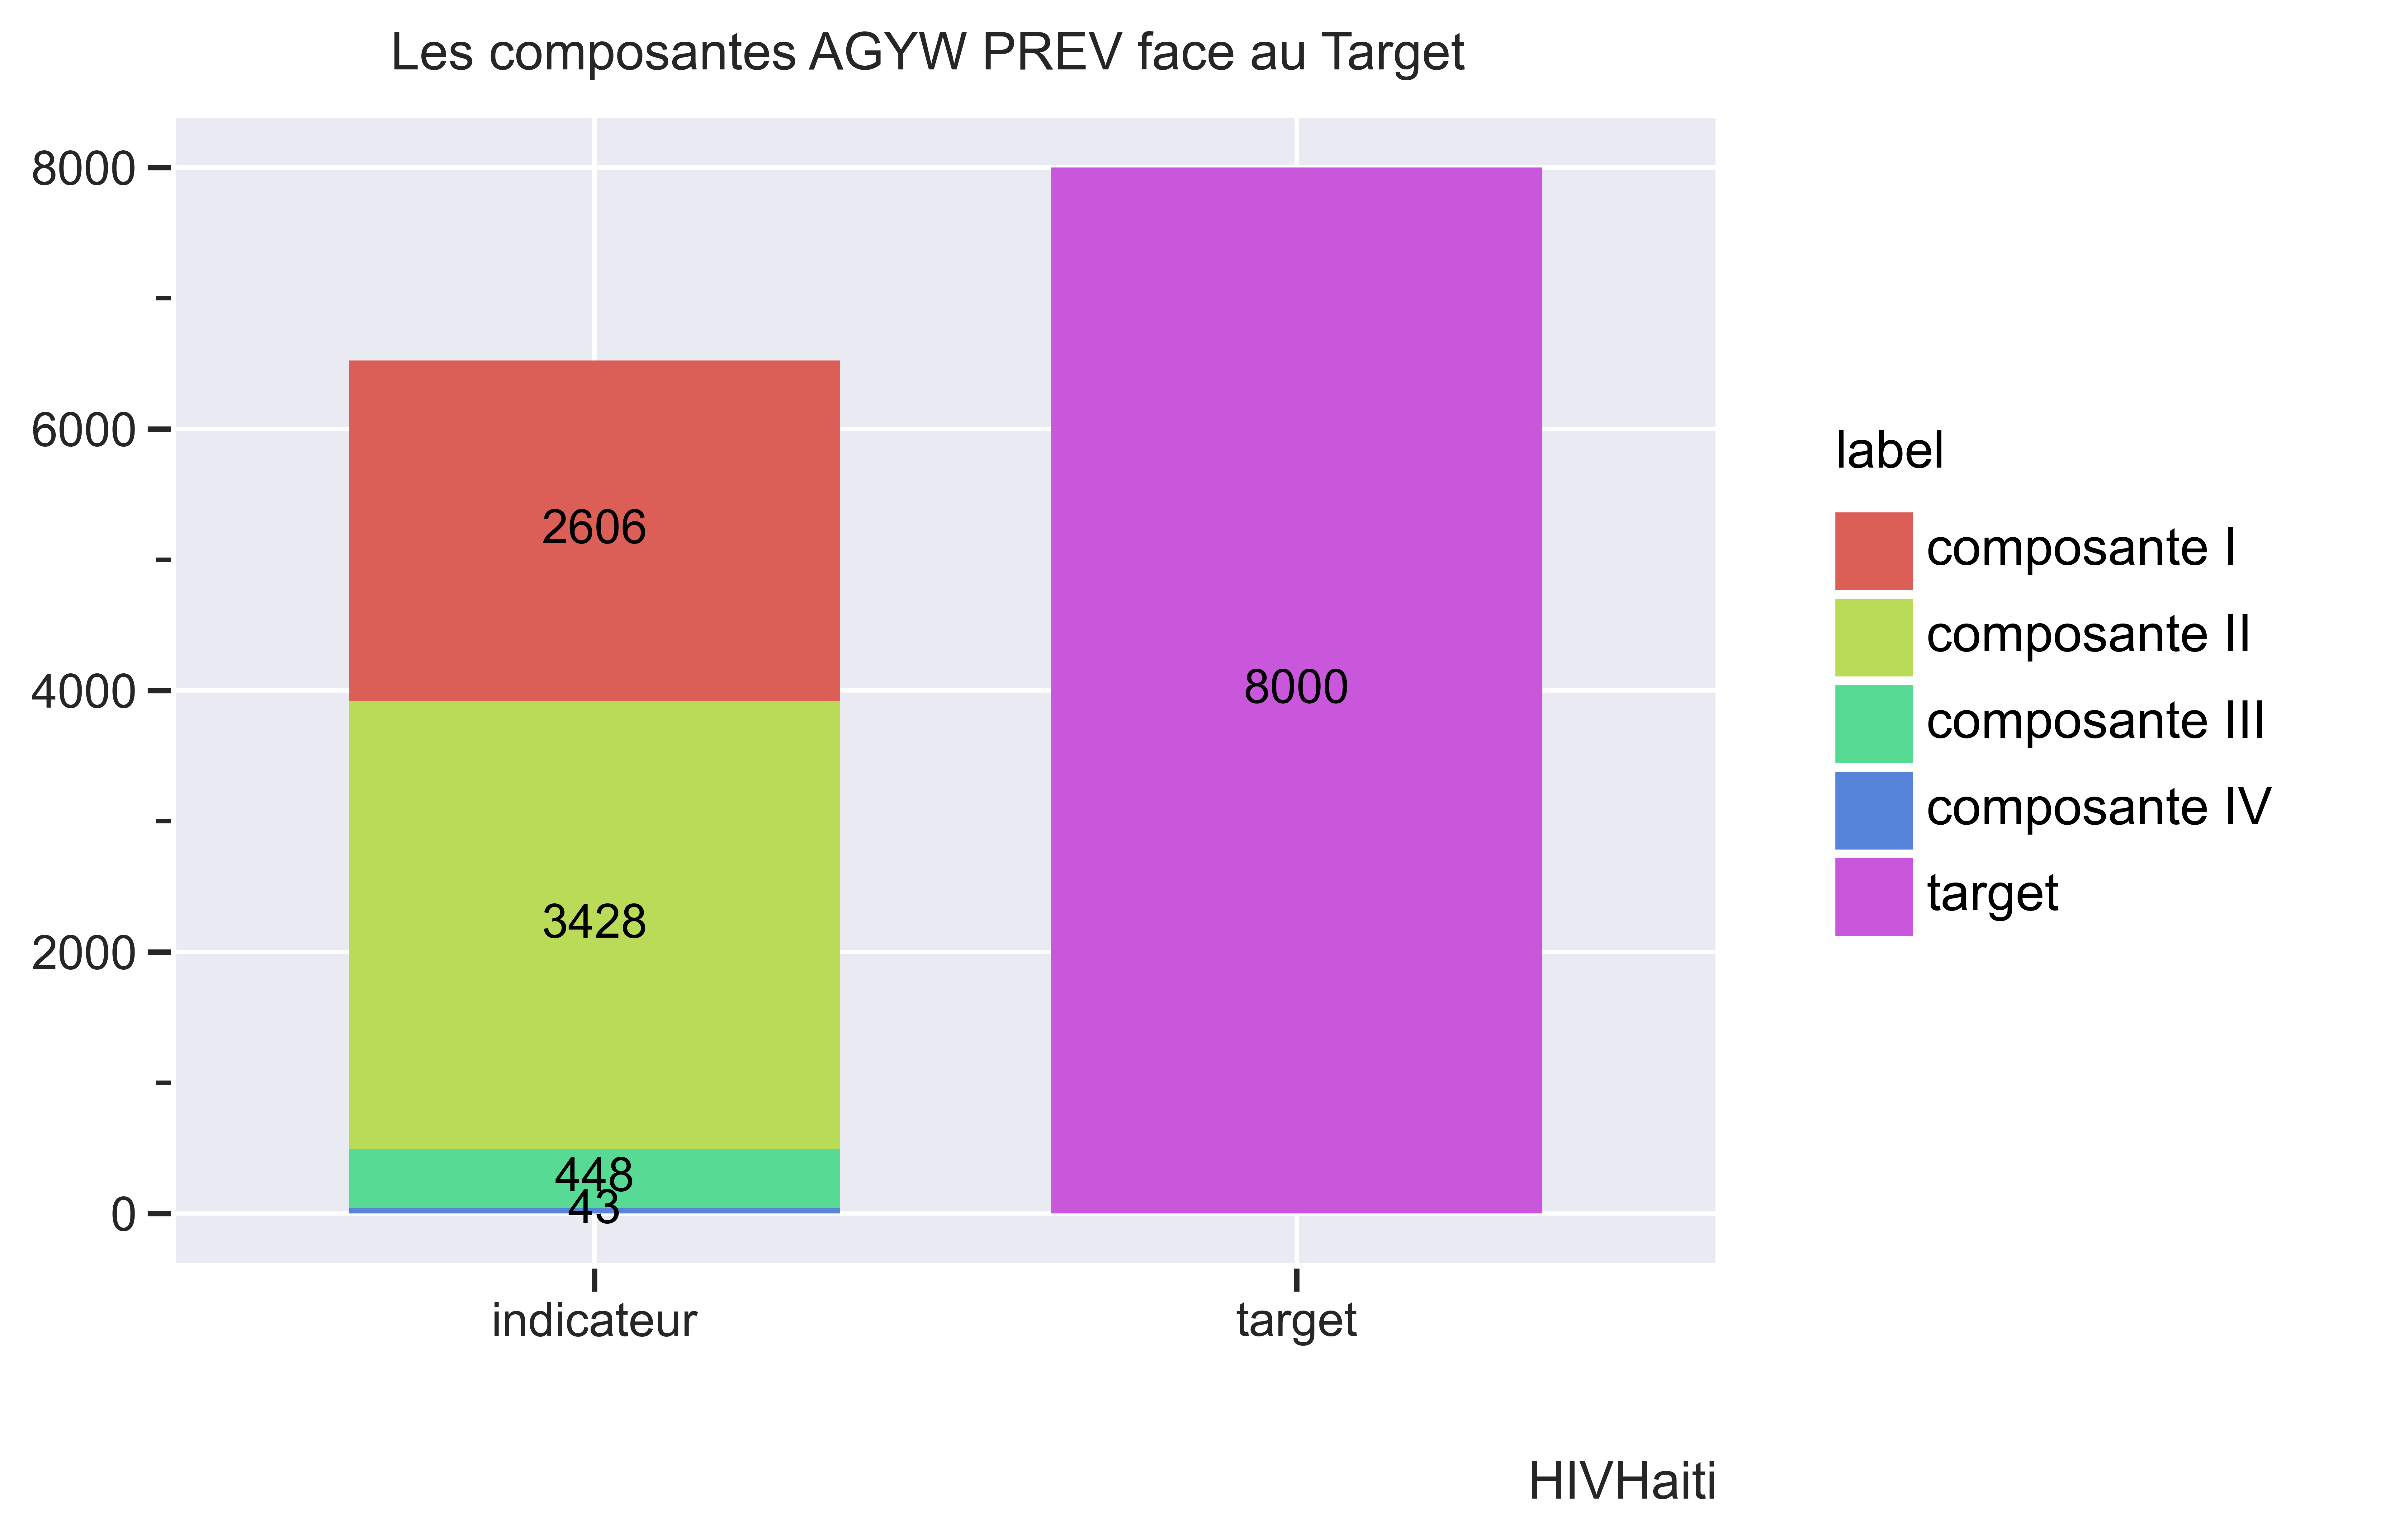 Les composantes AGYW PREV face au Target
8000
6000
4000
2000
0
2606
3428
448
43
8000
indicateur
target
label
composante I
composante II
composante III
composante IV
target
HIVHaiti